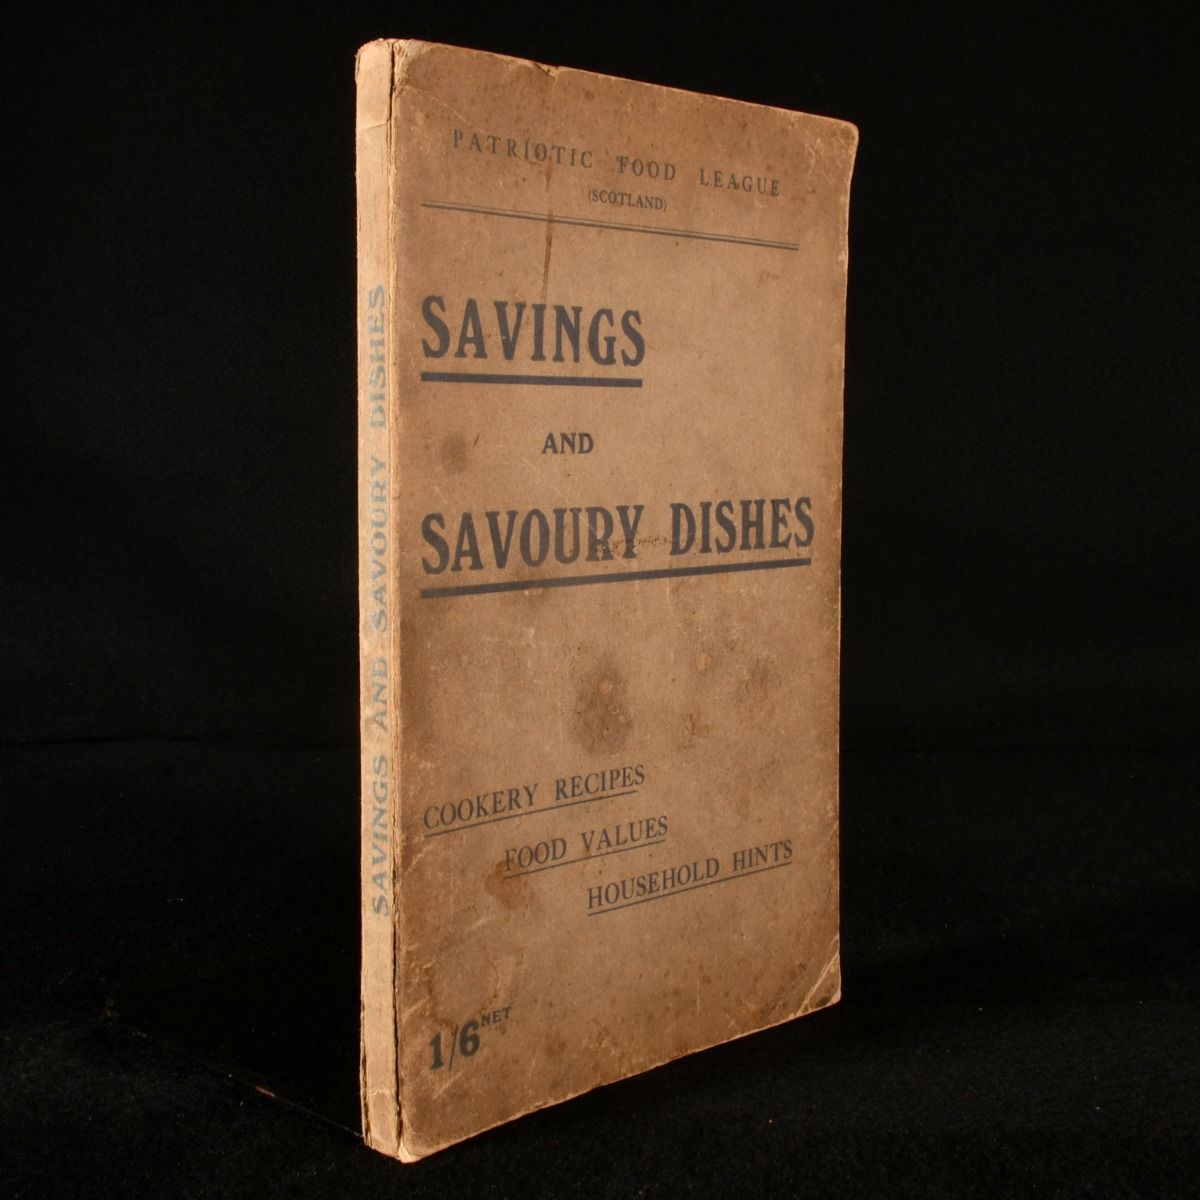 PATRIOTIC FOOD LEAGUE
(SCOTLAND)
SAVINGS
AND
SAVOURY DISHES
COOKERY RECIPES
FOOD VALUES
HOUSEHOLD HINTS
1/6 NET
SAVINGS AND SAVOURY DISHES